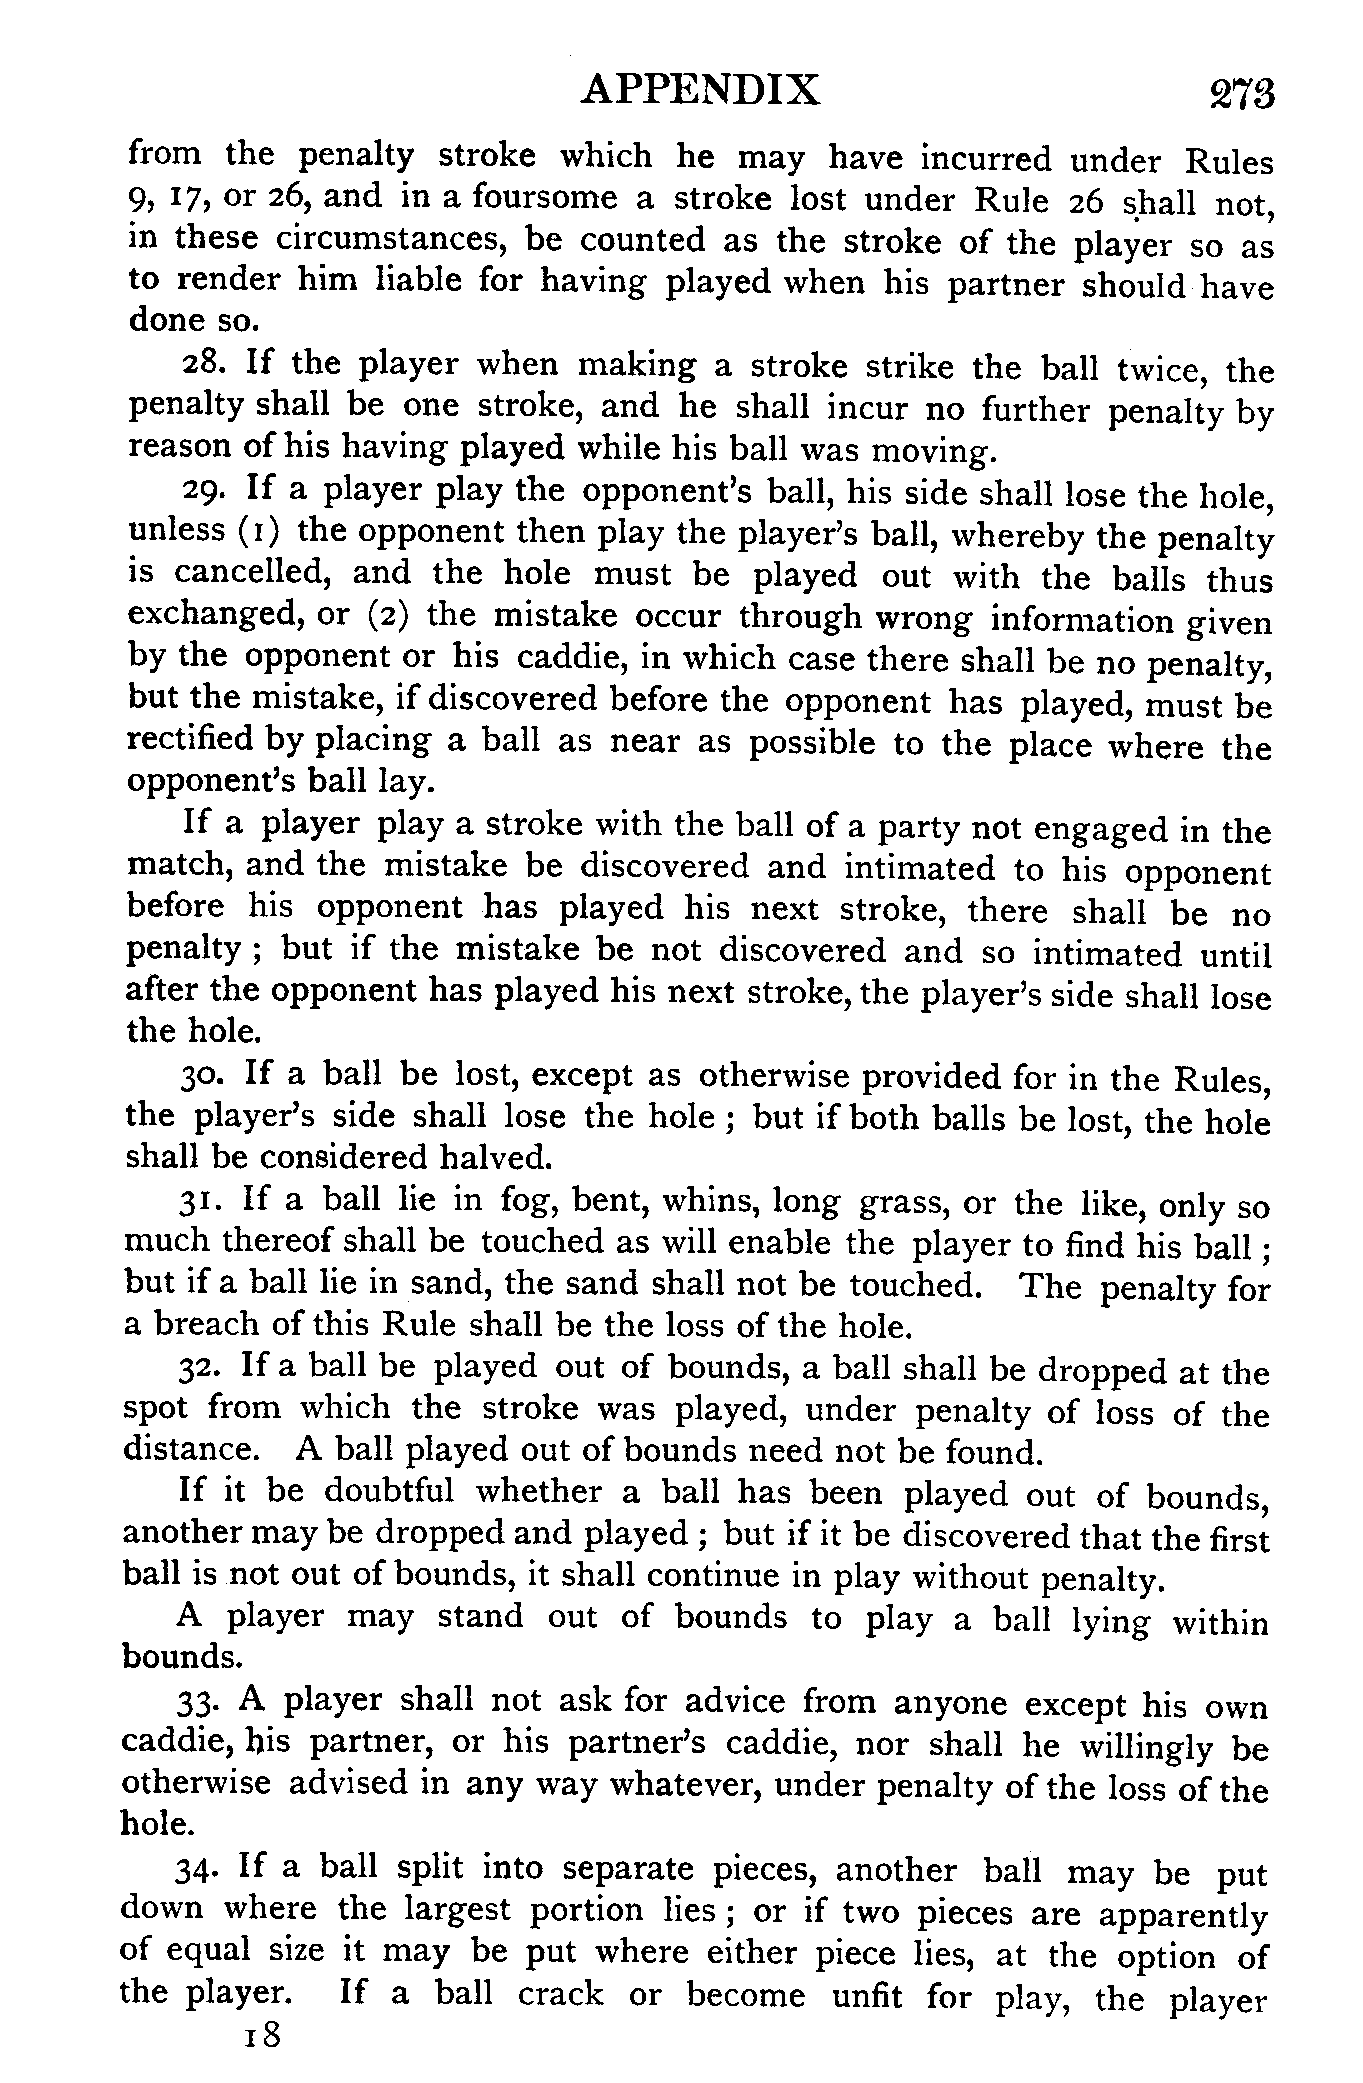 APPENDIX 273
from the penalty stroke which he may have incurred under Rules
9, 17, or 26, and in a foursome a stroke lost under Rule 26 shall not,
in these circumstances, be counted as the stroke of the player so as
to render him liable for having played when his partner should have
done so.
28. If the player when making a stroke strike the ball twice, the
penalty shall be one stroke, and he shall incur no further penalty by
reason of his having played while his ball was moving.
29. If a player play the opponent's ball, his side shall lose the hole,
unless (1) the opponent then play the player's ball, whereby the penalty
is cancelled, and the hole must be played out with the balls thus
exchanged, or (2) the mistake occur through wrong information given
by the opponent or his caddie, in which case there shall be no penalty,
but the mistake, if discovered before the opponent has played, must be
rectified by placing a ball as near as possible to the place where the
opponent's ball lay.
If a player play a stroke with the ball of a party not engaged in the
match, and the mistake be discovered and intimated to his opponent
before his opponent has played his next stroke, there shall be no
penalty ; but if the mistake be not discovered and so intimated until
after the opponent has played his next stroke, the player's side shall lose
the hole.
30. If a ball be lost, except as otherwise provided for in the Rules,
the player's side shall lose the hole ; but if both balls be lost, the hole
shall be considered halved.
31. If a ball lie in fog, bent, whins, long grass, or the like, only so
much thereof shall be touched as will enable the player to find his ball ;
but if a ball lie in sand, the sand shall not be touched. The penalty for
a breach of this Rule shall be the loss of the hole.
32. If a ball be played out of bounds, a ball shall be dropped at the
spot from which the stroke was played, under penalty of loss of the
distance. A ball played out of bounds need not be found.
If it be doubtful whether a ball has been played out of bounds,
another may be dropped and played ; but if it be discovered that the first
ball is not out of bounds, it shall continue in play without penalty.
A player may stand out of bounds to play a ball lying within
bounds.
33. A player shall not ask for advice from anyone except his own
caddie, his partner, or his partner's caddie, nor shall he willingly be
otherwise advised in any way whatever, under penalty of the loss of the
hole.
34. If a ball split into separate pieces, another ball may be put
down where the largest portion lies ; or if two pieces are apparently
of equal size it may be put where either piece lies, at the option of
the player. If a ball crack or become unfit for play, the player
18